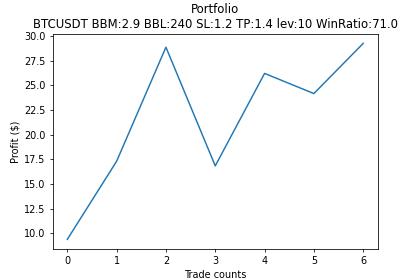 Portfolio
BTCUSDT BBM:2.9 BBL:240 SL:1.2 TP:1.4 lev:10 WinRatio:71.0
30.0
27.5
25.0
22.5
20.0
17.5
15.0
12.5
10.0
Profit ($)
0 1 2 3 4 5 6
Trade counts